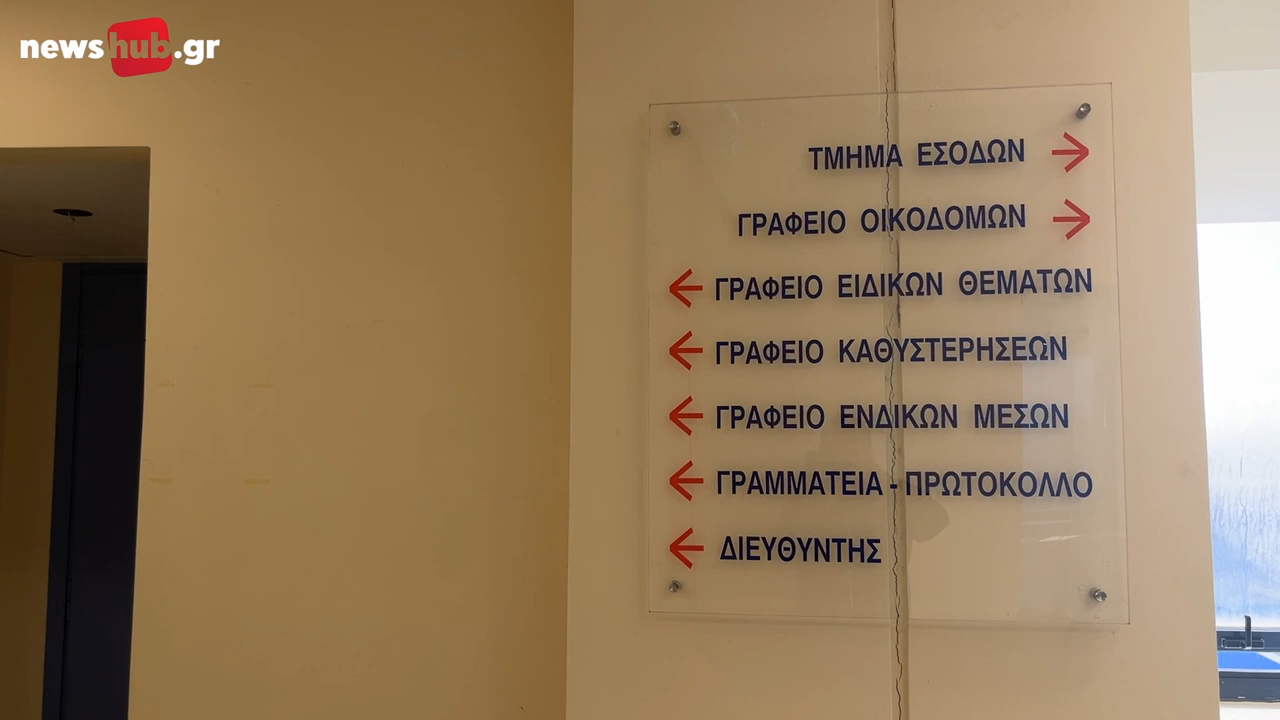 newshub.gr
ΤΜΗΜΑ ΕΣΟΔΩΝ →
ΓΡΑΦΕΙΟ ΟΙΚΟΔΟΜΩΝ →
← ΓΡΑΦΕΙΟ ΕΙΔΙΚΩΝ ΘΕΜΑΤΩΝ
← ΓΡΑΦΕΙΟ ΚΑΘΥΣΤΕΡΗΣΕΩΝ
← ΓΡΑΦΕΙΟ ΕΝΔΙΚΩΝ ΜΕΣΩΝ
← ΓΡΑΜΜΑΤΕΙΑ - ΠΡΩΤΟΚΟΛΛΟ
← ΔΙΕΥΘΥΝΤΗΣ